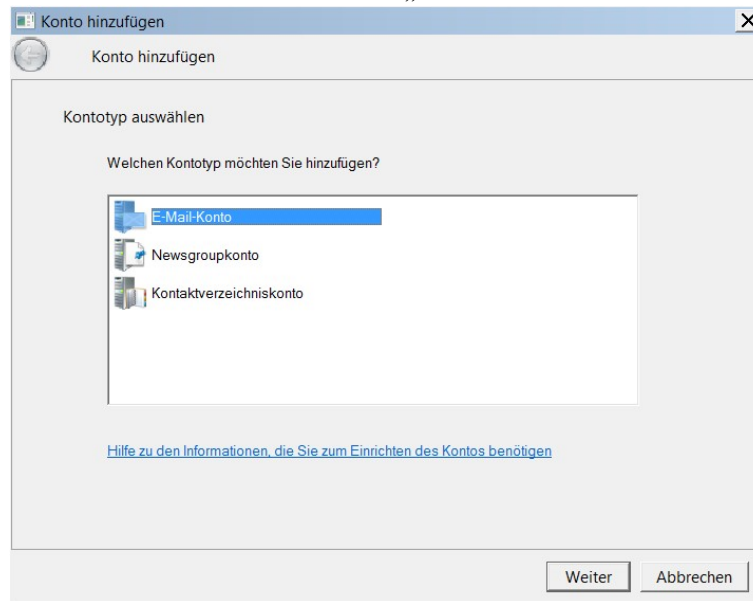 Konto hinzufügen
Konto hinzufügen
Kontotyp auswählen
Welchen Kontotyp möchten Sie hinzufügen?
E-Mail-Konto
Newsgroupkonto
Kontaktverzeichniskonto
Hilfe zu den Informationen, die Sie zum Einrichten des Kontos benötigen
Weiter Abbrechen